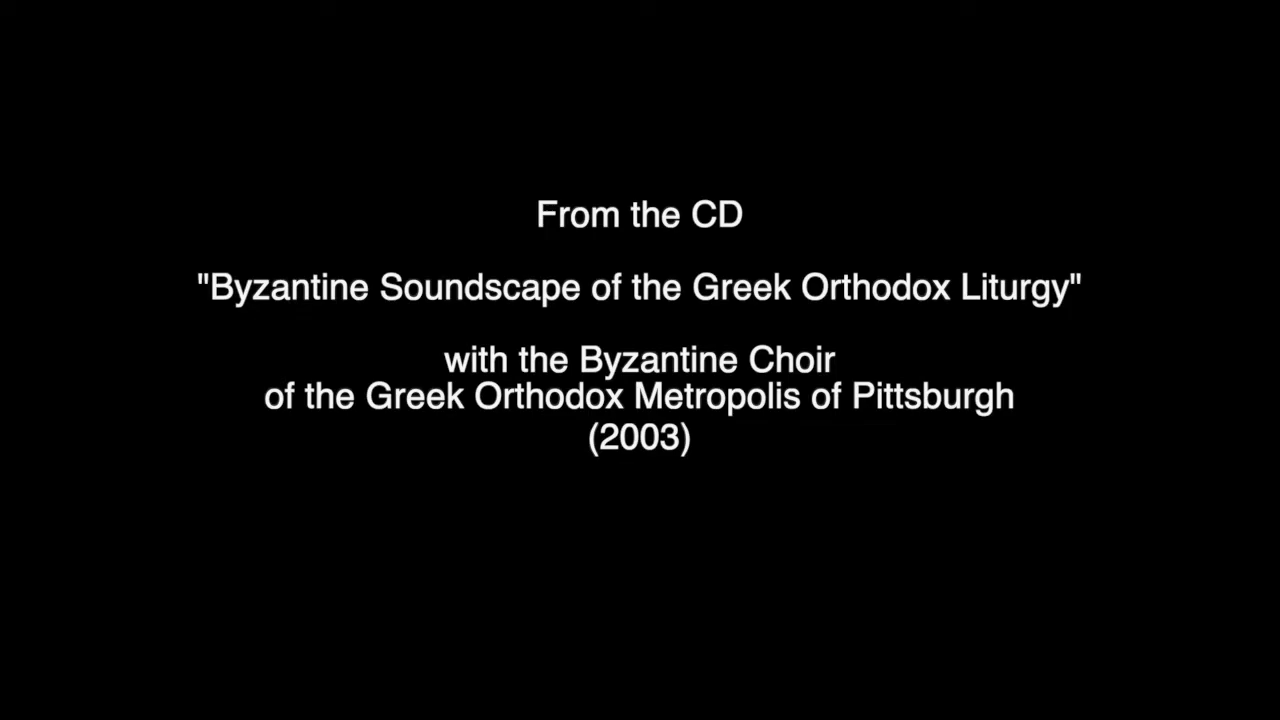 From the CD
"Byzantine Soundscape of the Greek Orthodox Liturgy"
with the Byzantine Choir
of the Greek Orthodox Metropolis of Pittsburgh
(2003)